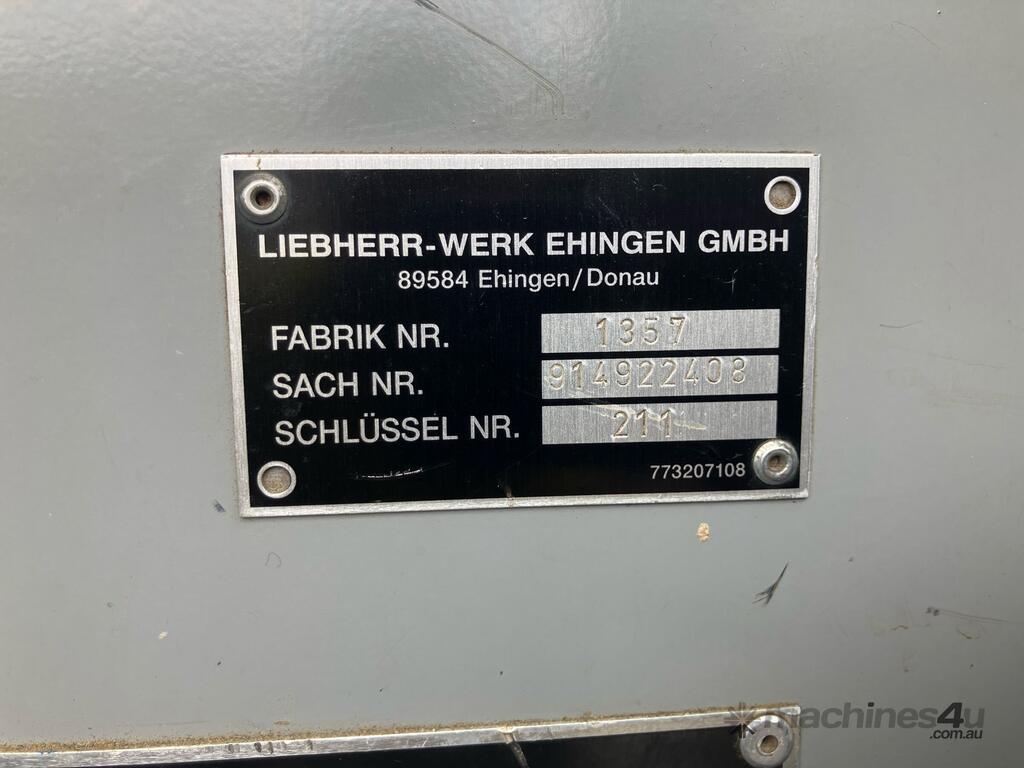 LIEBHERR-WERK EHINGEN GMBH
89584 Ehingen/Donau
FABRIK NR. 1357
SACH NR. 914922408
SCHLÜSSEL NR. 211
773207108
machines4u
.com.au